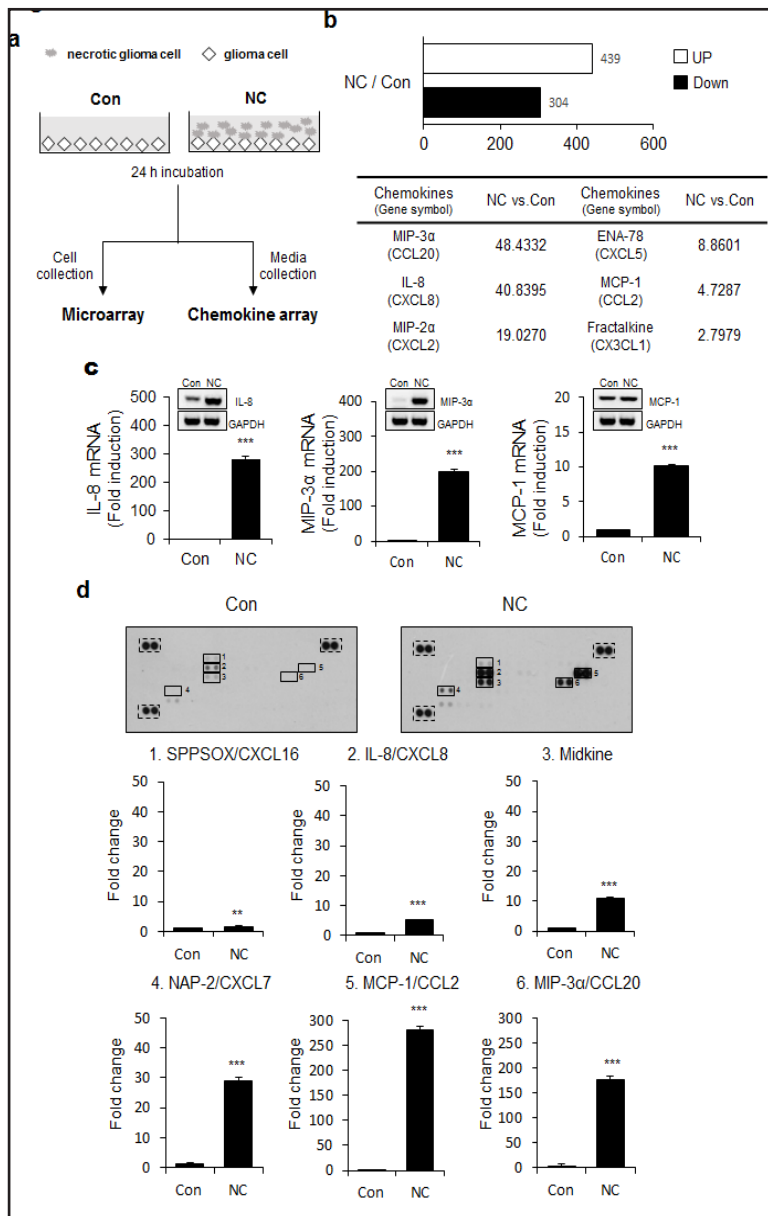 a
necrotic glioma cell
glioma cell
Con
NC
24 h incubation
Cell
collection
Media
collection
Microarray
Chemokine array
b
NC / Con
439
304
UP
Down
0
200
400
600
Chemokines
(Gene symbol)
NC vs.Con
Chemokines
(Gene symbol)
NC vs.Con
MIP-3α
(CCL20)
48.4332
ENA-78
(CXCL5)
8.8601
IL-8
(CXCL8)
40.8395
MCP-1
(CCL2)
4.7287
MIP-2α
(CXCL2)
19.0270
Fractalkine
(CX3CL1)
2.7979
c
IL-8 mRNA
(Fold induction)
500
400
300
200
100
0
Con NC
IL-8
GAPDH
***
Con
NC
MIP-3α mRNA
(Fold induction)
400
300
200
100
0
Con NC
MIP-3α
GAPDH
***
Con
NC
MCP-1 mRNA
(Fold induction)
20
15
10
5
0
Con NC
MCP-1
GAPDH
***
Con
NC
d
Con
1
2
3
4
5
6
NC
1
2
3
4
5
6
1. SPPSOX/CXCL16
Fold change
50
40
30
20
10
0
**
Con
NC
2. IL-8/CXCL8
Fold change
50
40
30
20
10
0
***
Con
NC
3. Midkine
Fold change
50
40
30
20
10
0
***
Con
NC
4. NAP-2/CXCL7
Fold change
50
40
30
20
10
0
***
Con
NC
5. MCP-1/CCL2
Fold change
300
250
200
150
100
50
0
***
Con
NC
6. MIP-3α/CCL20
Fold change
300
250
200
150
100
50
0
***
Con
NC